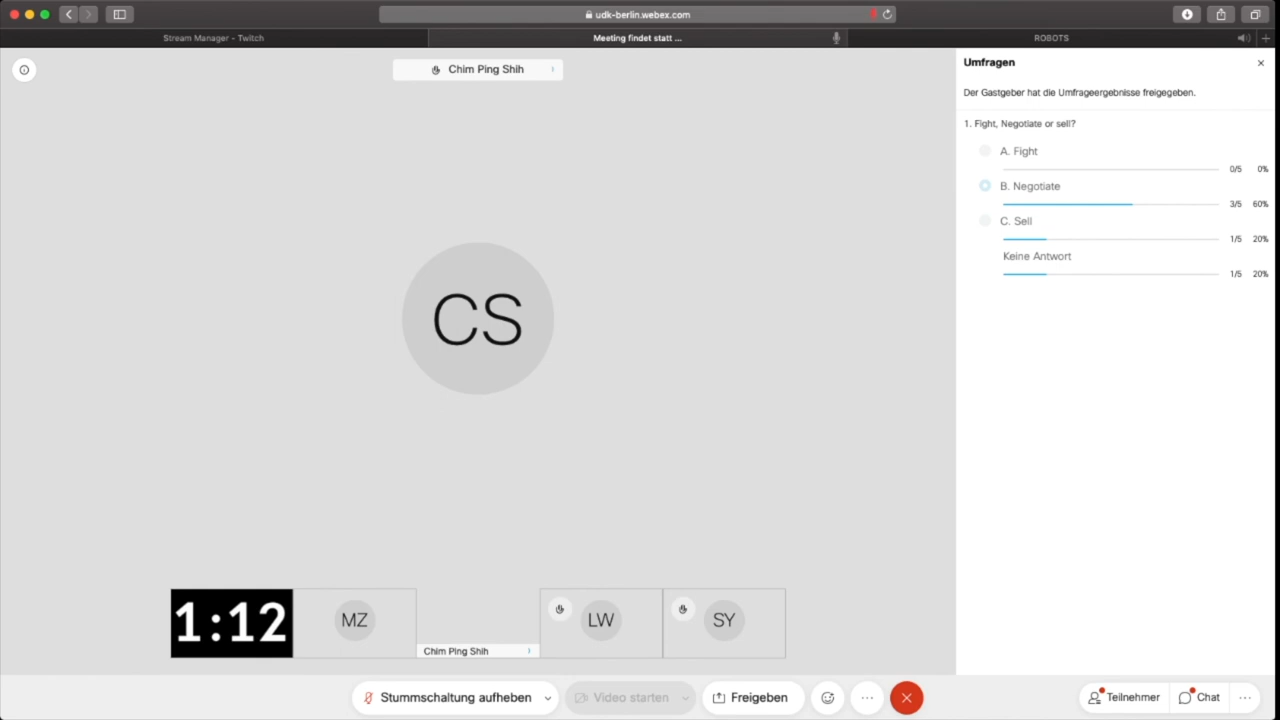 udk-berlin.webex.com
Stream Manager - Twitch
Meeting findet statt ...
ROBOTS
Chim Ping Shih
CS
1:12
MZ
Chim Ping Shih
LW
SY
Umfragen
Der Gastgeber hat die Umfrageergebnisse freigegeben.
1. Fight, Negotiate or sell?
A. Fight
0/5 0%
B. Negotiate
3/5 60%
C. Sell
1/5 20%
Keine Antwort
1/5 20%
Stummschaltung aufheben
Video starten
Freigeben
Teilnehmer
Chat